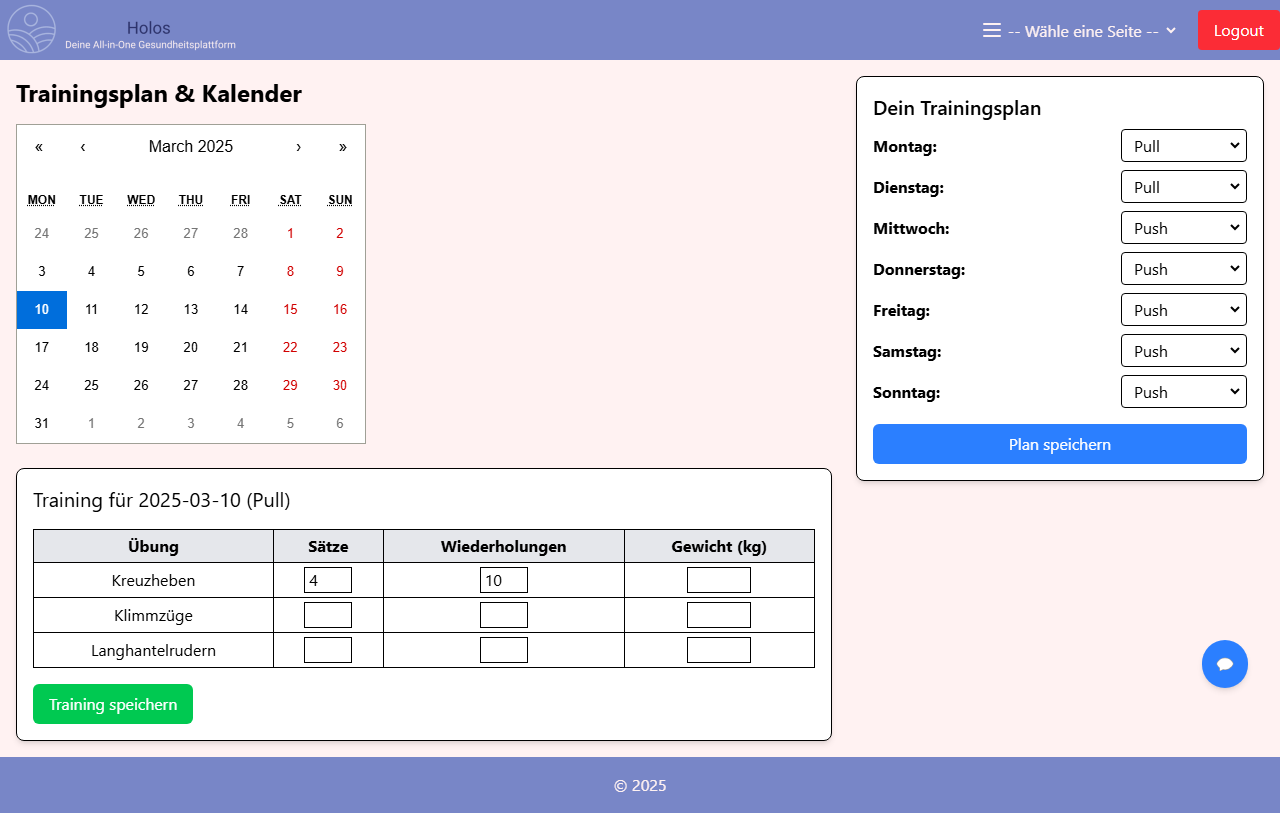 Holos
Deine All-in-One Gesundheitsplattform
-- Wähle eine Seite --
Logout
Trainingsplan & Kalender
« ‹ March 2025 › »
MON TUE WED THU FRI SAT SUN
24 25 26 27 28 1 2
3 4 5 6 7 8 9
10 11 12 13 14 15 16
17 18 19 20 21 22 23
24 25 26 27 28 29 30
31 1 2 3 4 5 6
Training für 2025-03-10 (Pull)
Übung Sätze Wiederholungen Gewicht (kg)
Kreuzheben 4 10
Klimmzüge
Langhantelrudern
Training speichern
Dein Trainingsplan
Montag: Pull
Dienstag: Pull
Mittwoch: Push
Donnerstag: Push
Freitag: Push
Samstag: Push
Sonntag: Push
Plan speichern
© 2025